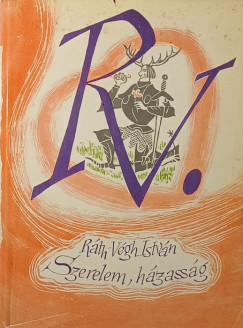 RV.
Ráth Végh István
Szerelem, házasság